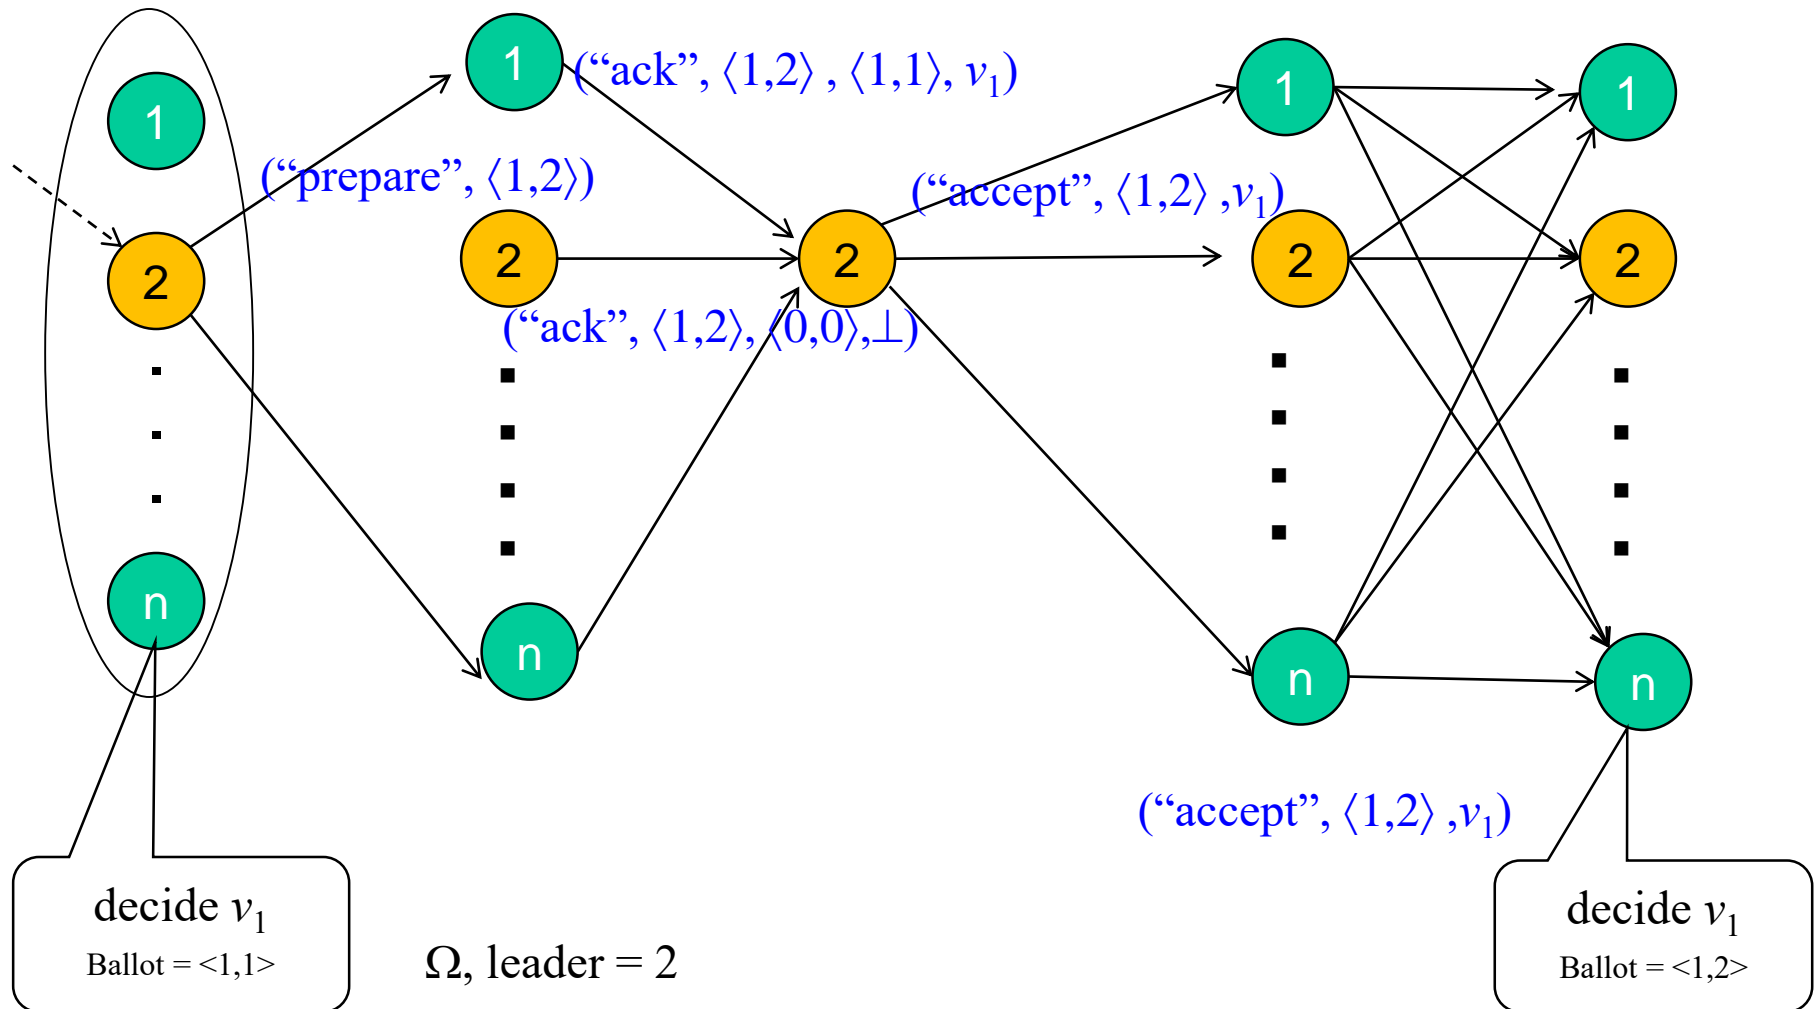 1
2
n
decide v₁
Ballot = <1,1>
("prepare", ⟨1,2⟩)
1
2
n
(“ack”, ⟨1,2⟩ , ⟨1,1⟩, v₁)
(“ack”, ⟨1,2⟩, ⟨0,0⟩,⊥)
2
(“accept”, ⟨1,2⟩ ,v₁)
1
2
n
(“accept”, ⟨1,2⟩ ,v₁)
1
2
n
decide v₁
Ballot = <1,2>
Ω, leader = 2